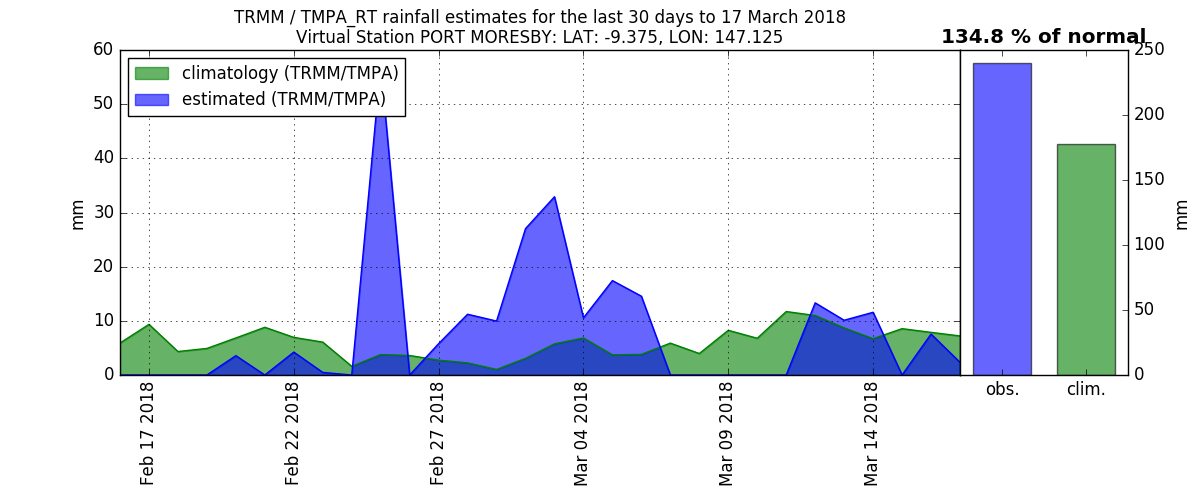 TRMM / TMPA_RT rainfall estimates for the last 30 days to 17 March 2018
Virtual Station PORT MORESBY: LAT: -9.375, LON: 147.125
134.8 % of normal
climatology (TRMM/TMPA)
estimated (TRMM/TMPA)
60
50
40
30
20
10
0
mm
Feb 17 2018
Feb 22 2018
Feb 27 2018
Mar 04 2018
Mar 09 2018
Mar 14 2018
obs.
clim.
250
200
150
100
50
0
mm